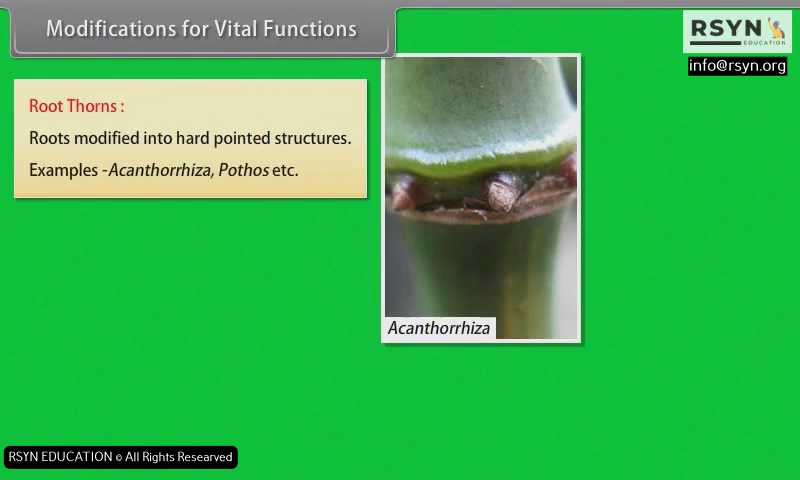 Modifications for Vital Functions
RSYN
EDUCATION
info@rsyn.org
Root Thorns :
Roots modified into hard pointed structures.
Examples -Acanthorrhiza, Pothos etc.
Acanthorrhiza
RSYN EDUCATION © All Rights Researved